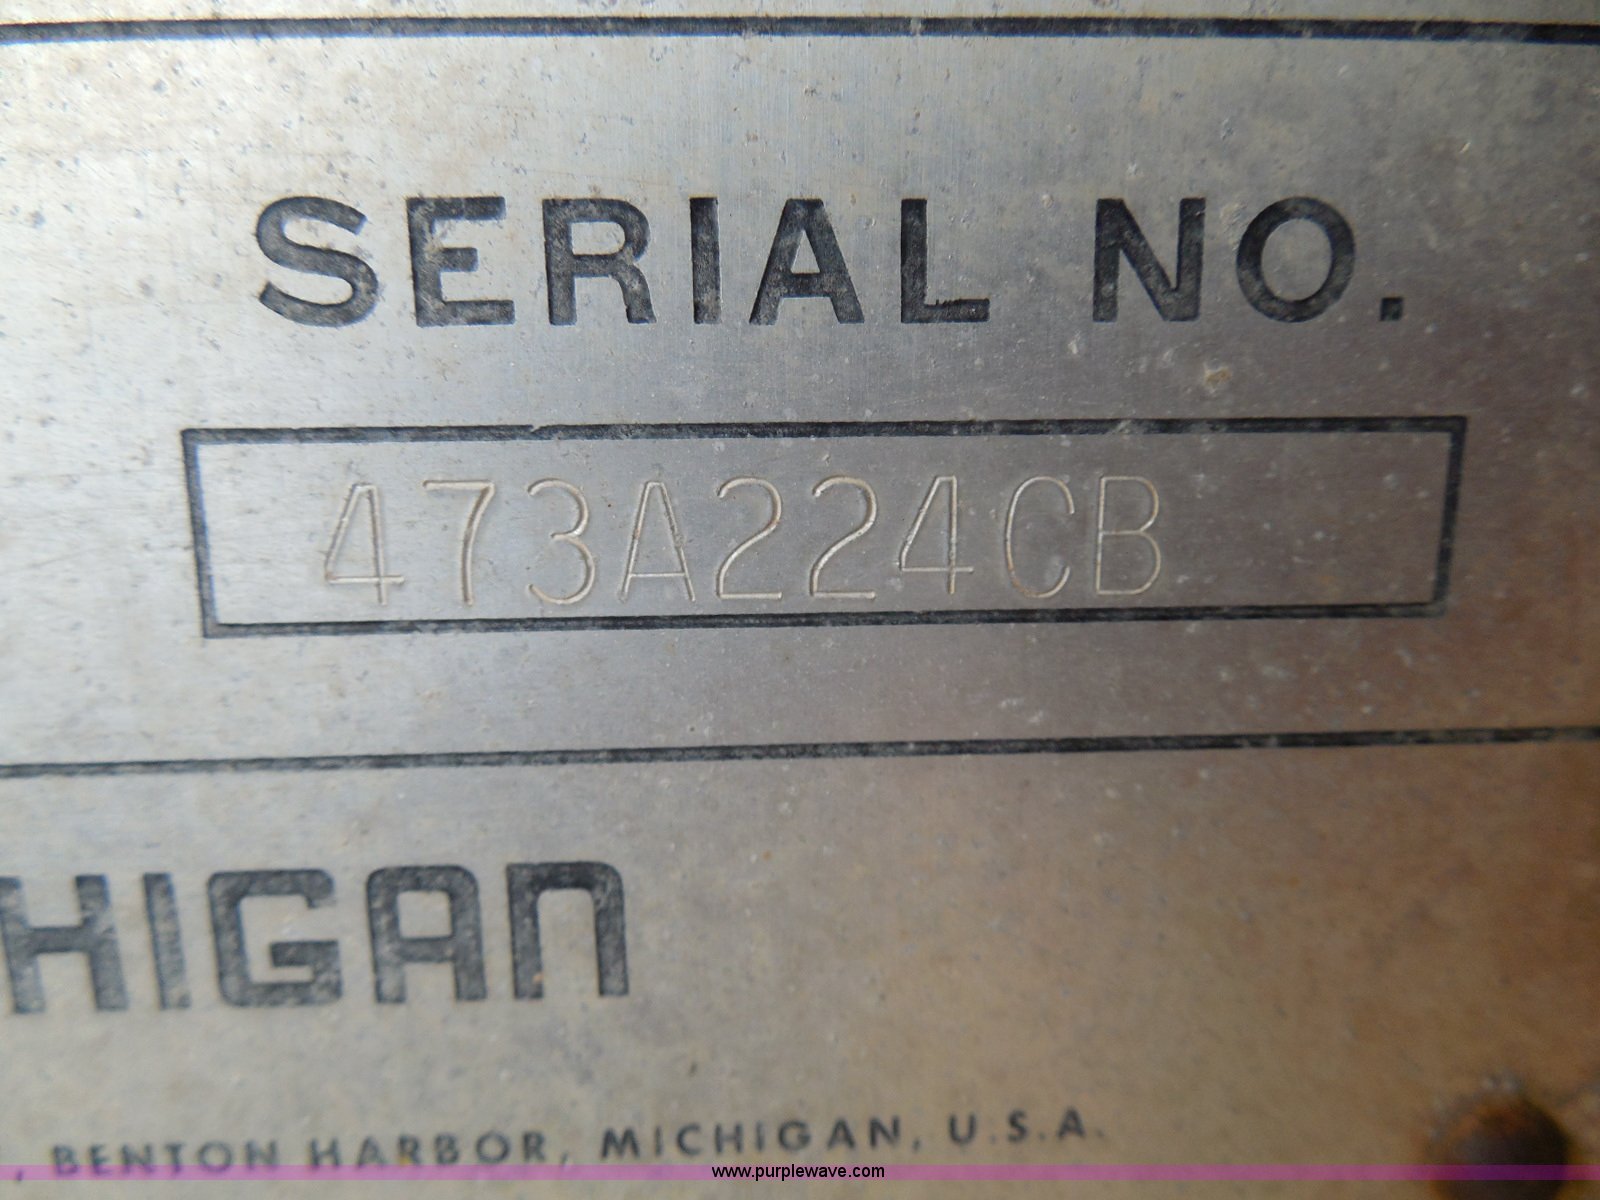 SERIAL NO.
473A224CB
HIGAN
, BENTON HARBOR, MICHIGAN, U.S.A.
www.purplewave.com